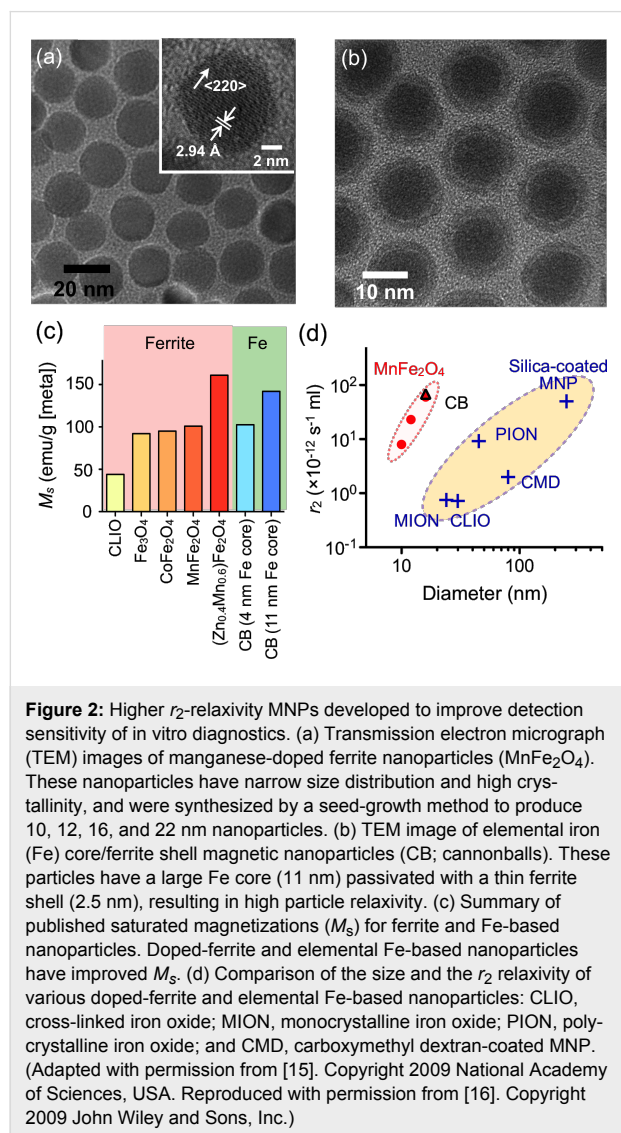 (a)
<220>
2.94 Å
2 nm
20 nm
(b)
10 nm
(c)
Ferrite
Fe
Mₛ (emu/g [meta])
150
100
50
0
CLIO
Fe₃O₄
CoFe₂O₄
MnFe₂O₄
(Zn₀.₄Mn₀.₆)Fe₂O₄
CB (4 nm Fe core)
CB (11 nm Fe core)
(d)
r₂ (×10⁻¹² s⁻¹ ml)
10²
10¹
10⁰
10⁻¹
MnFe₂O₄
CB
Silica-coated
MNP
PION
CMD
MION
CLIO
10
100
Diameter (nm)
Figure 2: Higher r₂-relaxivity MNPs developed to improve detection
sensitivity of in vitro diagnostics. (a) Transmission electron micrograph
(TEM) images of manganese-doped ferrite nanoparticles (MnFe₂O₄).
These nanoparticles have narrow size distribution and high crys-
tallinity, and were synthesized by a seed-growth method to produce
10, 12, 16, and 22 nm nanoparticles. (b) TEM image of elemental iron
(Fe) core/ferrite shell magnetic nanoparticles (CB; cannonballs). These
particles have a large Fe core (11 nm) passivated with a thin ferrite
shell (2.5 nm), resulting in high particle relaxivity. (c) Summary of
published saturated magnetizations (Mₛ) for ferrite and Fe-based
nanoparticles. Doped-ferrite and elemental Fe-based nanoparticles
have improved Mₛ. (d) Comparison of the size and the r₂ relaxivity of
various doped-ferrite and elemental Fe-based nanoparticles: CLIO,
cross-linked iron oxide; MION, monocrystalline iron oxide; PION, poly-
crystalline iron oxide; and CMD, carboxymethyl dextran-coated MNP.
(Adapted with permission from [15]. Copyright 2009 National Academy
of Sciences, USA. Reproduced with permission from [16]. Copyright
2009 John Wiley and Sons, Inc.)